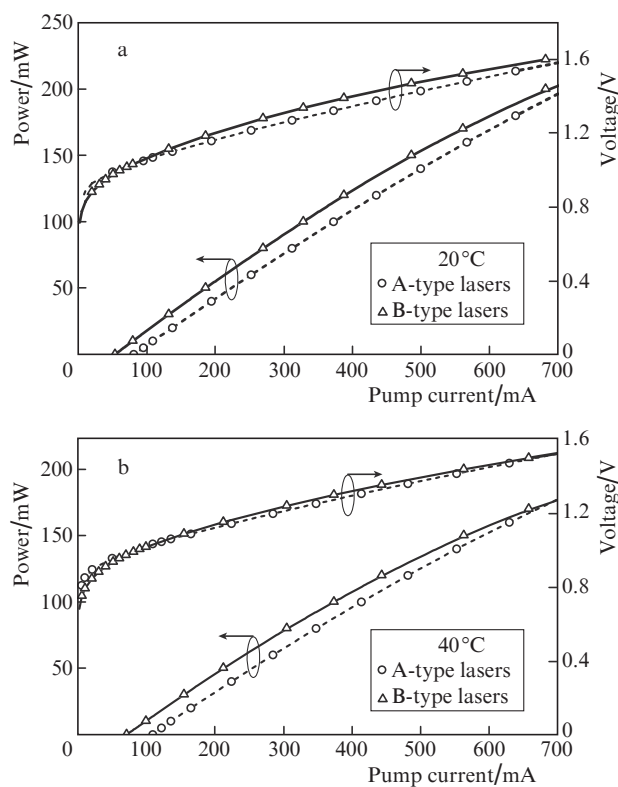 a
Power/mW
250
200
150
100
50
0
1.6
1.2
0.8
0.4
0
Voltage/V
20 °C
A-type lasers
B-type lasers
0 100 200 300 400 500 600 700
Pump current/mA
b
Power/mW
200
150
100
50
0
1.6
1.2
0.8
0.4
0
Voltage/V
40 °C
A-type lasers
B-type lasers
100 200 300 400 500 600 700
Pump current/mA